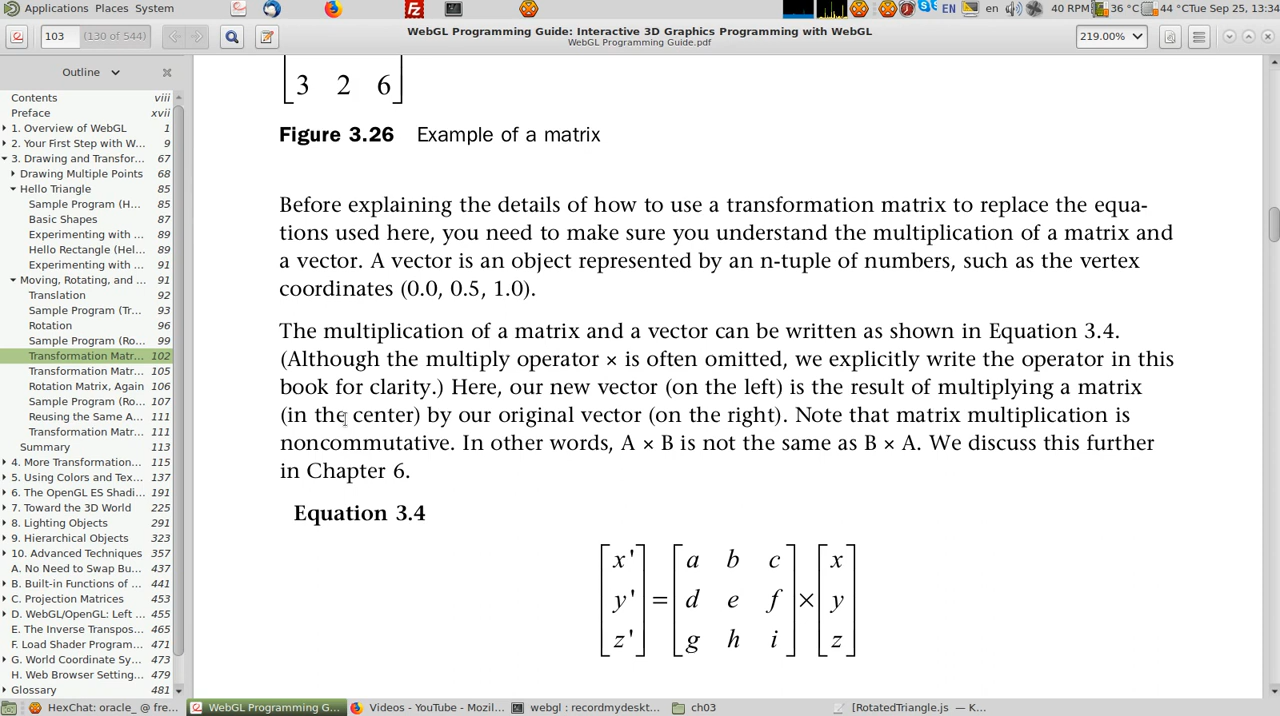 Applications Places System
EN en 40 RPM 36 °C 44 °C Tue Sep 25, 13:34
103 (130 of 544)
WebGL Programming Guide: Interactive 3D Graphics Programming with WebGL
WebGL Programming Guide.pdf
219.00%
Outline
Contents viii
Preface xvii
1. Overview of WebGL 1
2. Your First Step with W... 9
3. Drawing and Transfor... 67
Drawing Multiple Points 68
Hello Triangle 85
Sample Program (H... 85
Basic Shapes 87
Experimenting with ... 89
Hello Rectangle (Hel... 89
Experimenting with ... 91
Moving, Rotating, and ... 91
Translation 92
Sample Program (Tr... 93
Rotation 96
Sample Program (Ro... 99
Transformation Matr... 102
Transformation Matr... 105
Rotation Matrix, Again 106
Sample Program (Ro... 107
Reusing the Same A... 111
Transformation Matr... 111
Summary 113
4. More Transformation... 115
5. Using Colors and Tex... 137
6. The OpenGL ES Shadi... 191
7. Toward the 3D World 225
8. Lighting Objects 291
9. Hierarchical Objects 323
10. Advanced Techniques 357
A. No Need to Swap Bu... 437
B. Built-in Functions of ... 441
C. Projection Matrices 453
D. WebGL/OpenGL: Left ... 455
E. The Inverse Transpos... 465
F. Load Shader Program... 471
G. World Coordinate Sy... 473
H. Web Browser Setting... 479
Glossary 481
3 2 6
Figure 3.26 Example of a matrix
Before explaining the details of how to use a transformation matrix to replace the equa-
tions used here, you need to make sure you understand the multiplication of a matrix and
a vector. A vector is an object represented by an n-tuple of numbers, such as the vertex
coordinates (0.0, 0.5, 1.0).
The multiplication of a matrix and a vector can be written as shown in Equation 3.4.
(Although the multiply operator × is often omitted, we explicitly write the operator in this
book for clarity.) Here, our new vector (on the left) is the result of multiplying a matrix
(in the center) by our original vector (on the right). Note that matrix multiplication is
noncommutative. In other words, A × B is not the same as B × A. We discuss this further
in Chapter 6.
Equation 3.4
x' a b c x
y' = d e f × y
z' g h i z
HexChat: oracle_ @ fre... WebGL Programming G... Videos - YouTube - Mozil... webgl : recordmydeskt... ch03 [RotatedTriangle.js — K...